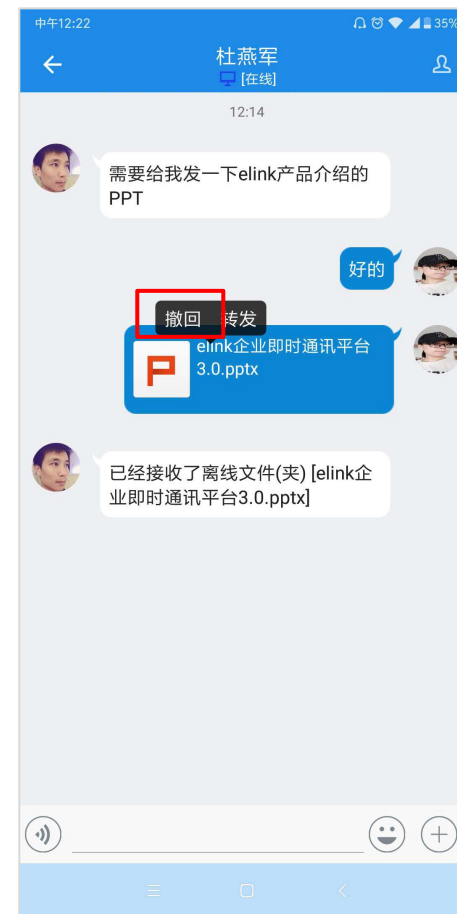 中午12:22
35%
杜燕军
[在线]
12:14
需要给我发一下elink产品介绍的
PPT
好的
撤回 转发
elink企业即时通讯平台
3.0.pptx
已经接收了离线文件(夹) [elink企
业即时通讯平台3.0.pptx]